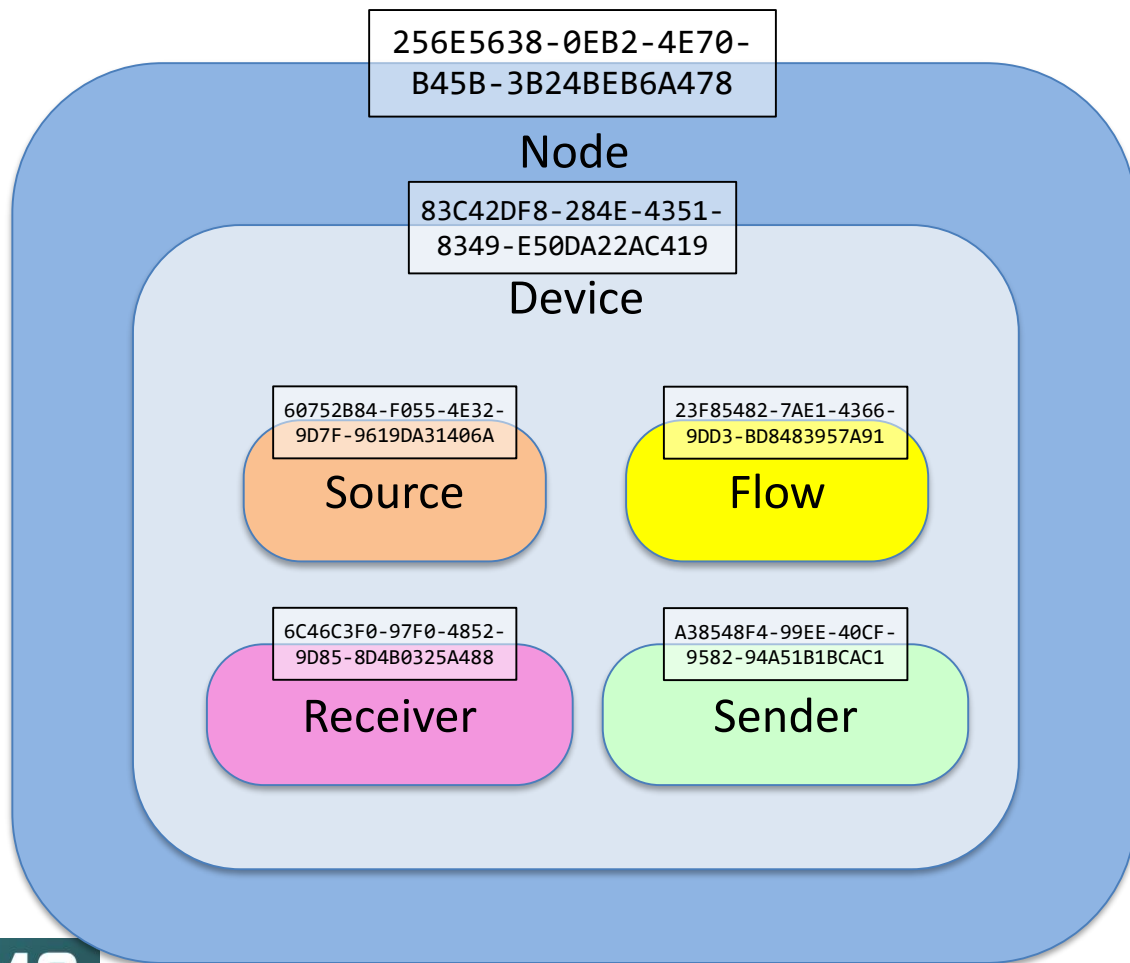 256E5638-0EB2-4E70-
B45B-3B24BEB6A478
Node
83C42DF8-284E-4351-
8349-E50DA22AC419
Device
60752B84-F055-4E32-
9D7F-9619DA31406A
Source
23F85482-7AE1-4366-
9DD3-BD8483957A91
Flow
6C46C3F0-97F0-4852-
9D85-8D4B0325A488
Receiver
A38548F4-99EE-40CF-
9582-94A51B1BCAC1
Sender